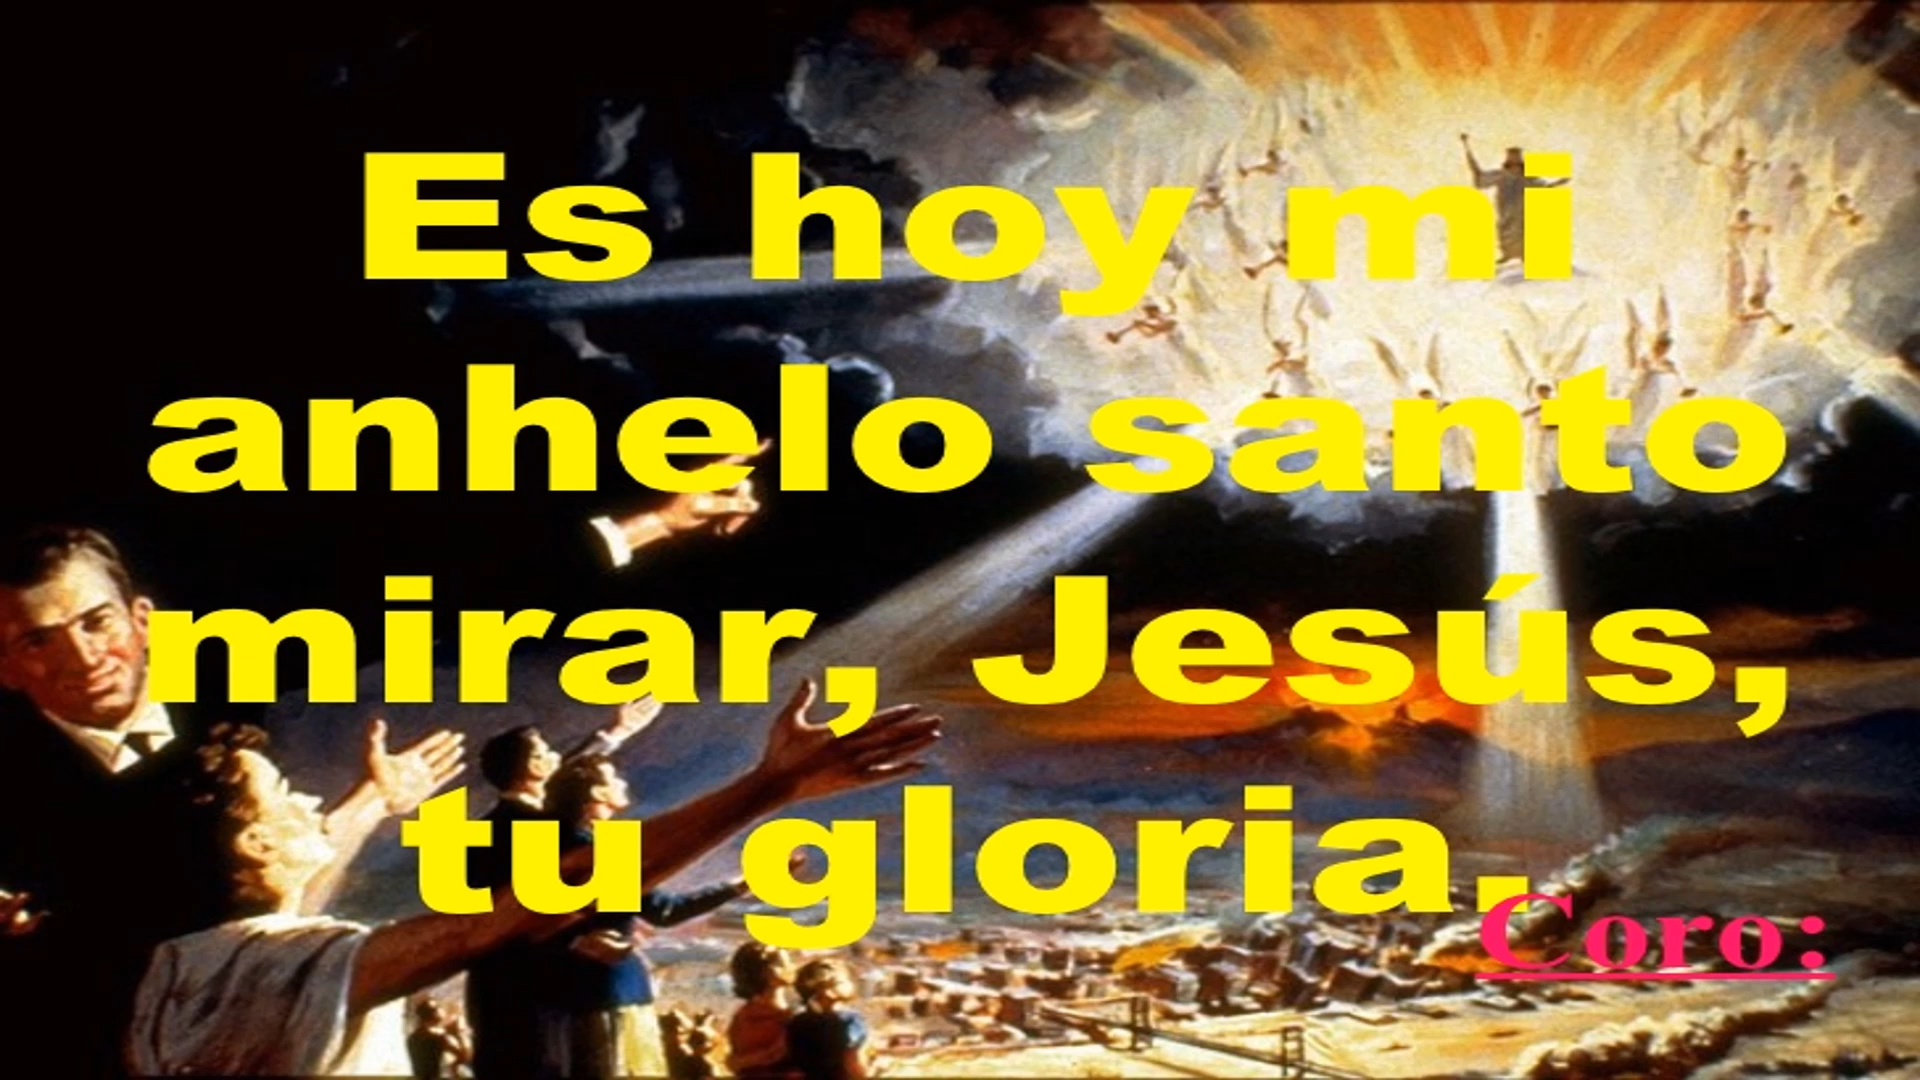 Es hoy mi
anhelo santo
mirar, Jesús,
tu gloria.
Coro: